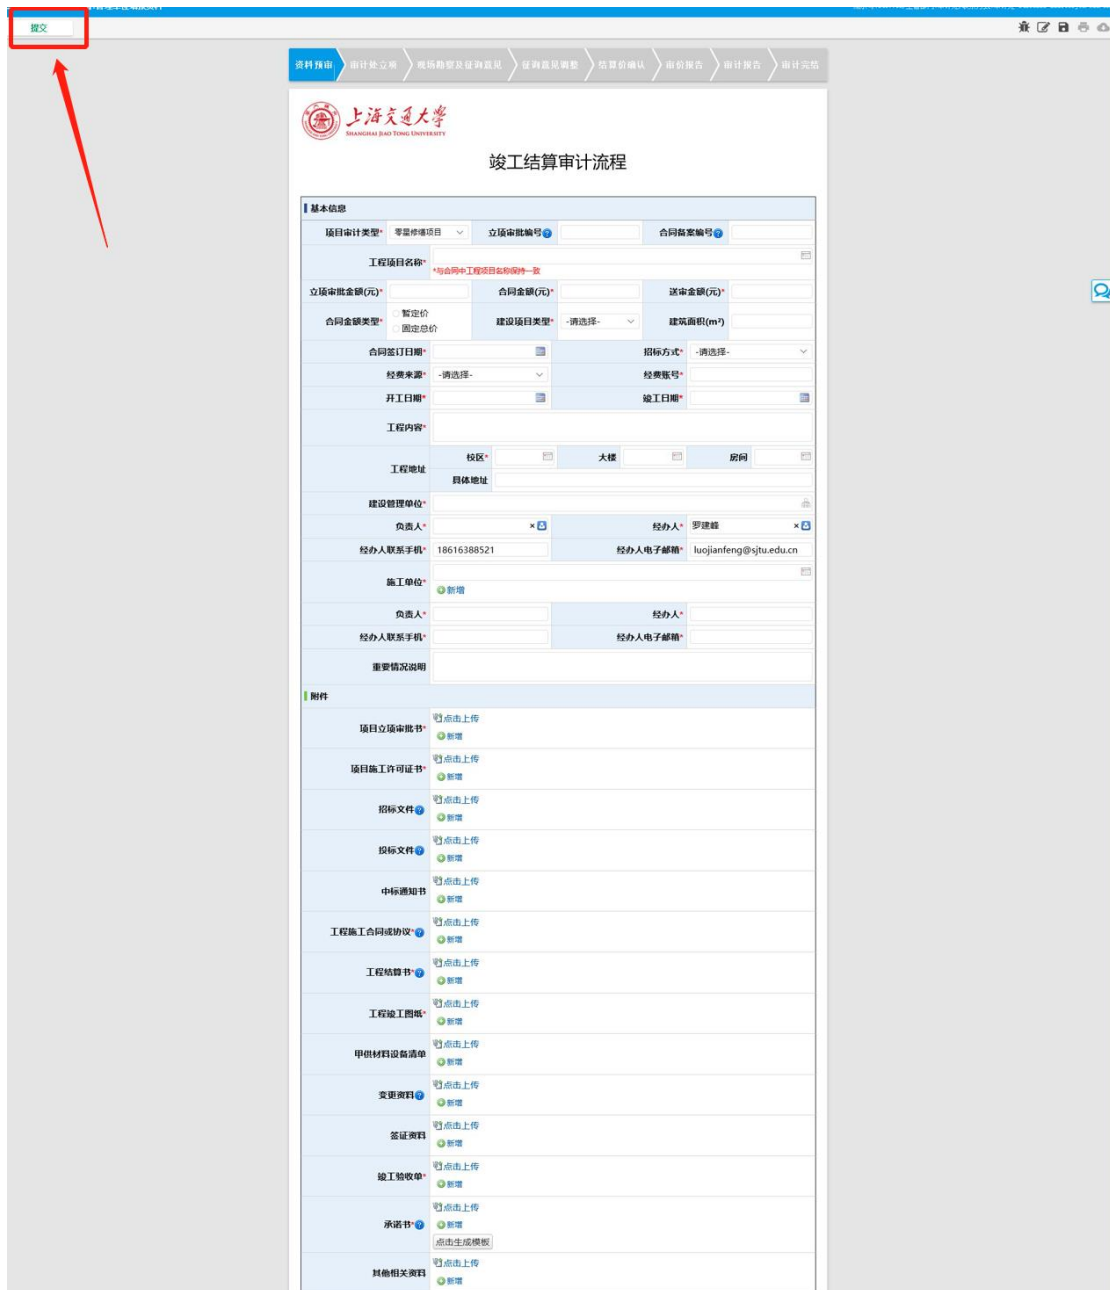 提交
资料预审 审计处立项 现场勘察及征询意见 征询意见调整 结算价确认 审价报告 审计报告 审计完结
上海交通大学
SHANGHAI JIAO TONG UNIVERSITY
竣工结算审计流程
基本信息
项目审计类型* 零星修缮项目 立项审批编号 合同备案编号
工程项目名称*
*与合同中工程项目名称保持一致
立项审批金额(元)* 合同金额(元)* 送审金额(元)*
合同金额类型* 暂定价 固定总价 建设项目类型* -请选择- 建筑面积(m²)
合同签订日期* 招标方式* -请选择-
经费来源* -请选择- 经费账号*
开工日期* 竣工日期*
工程内容*
工程地址 校区* 大楼 房间
具体地址
建设管理单位*
负责人* 经办人* 罗建峰
经办人联系手机* 18616388521 经办人电子邮箱* luojianfeng@sjtu.edu.cn
施工单位*
新增
负责人* 经办人*
经办人联系手机* 经办人电子邮箱*
重要情况说明
附件
项目立项审批书* 点击上传
新增
项目施工许可证书* 点击上传
新增
招标文件 点击上传
新增
投标文件 点击上传
新增
中标通知书 点击上传
新增
工程施工合同或协议* 点击上传
新增
工程结算书* 点击上传
新增
工程竣工图纸* 点击上传
新增
甲供材料设备清单 点击上传
新增
变更资料 点击上传
新增
签证资料 点击上传
新增
竣工验收单* 点击上传
新增
承诺书* 点击上传
新增
点击生成模板
其他相关资料 点击上传
新增